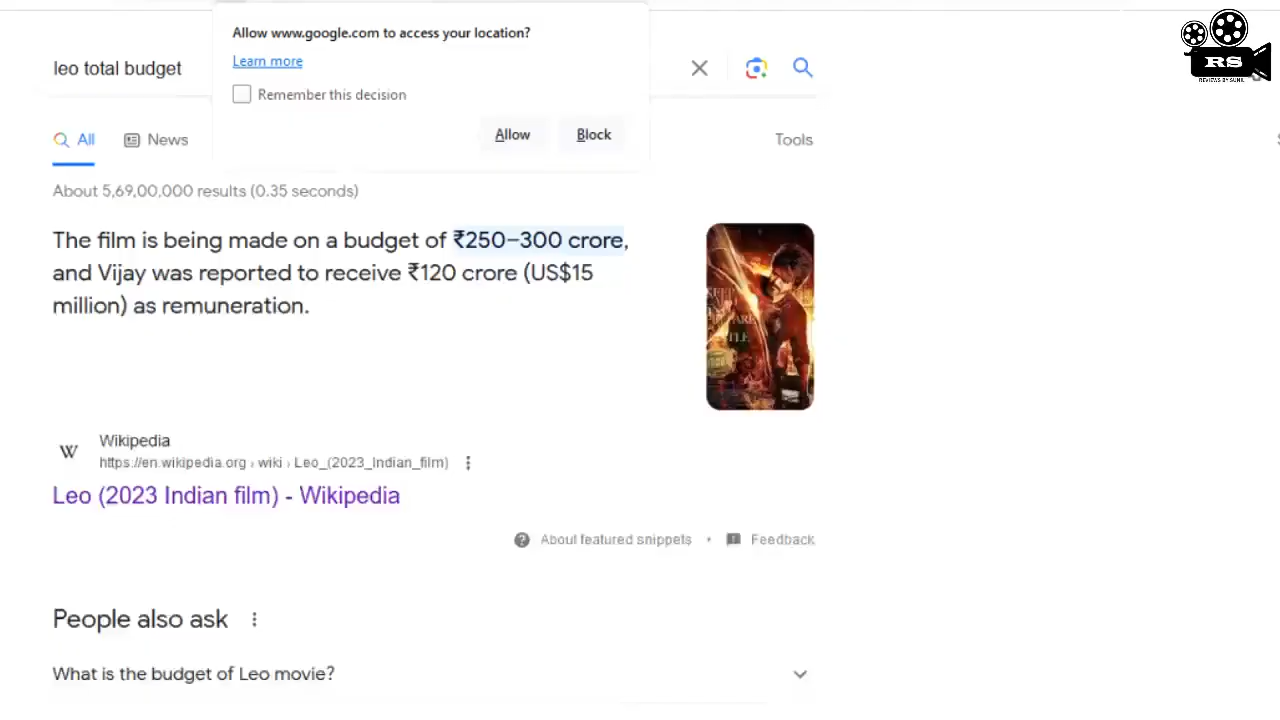 Allow www.google.com to access your location?
Learn more
Remember this decision
Allow Block
leo total budget
All News Tools
About 5,69,00,000 results (0.35 seconds)
The film is being made on a budget of ₹250–300 crore,
and Vijay was reported to receive ₹120 crore (US$15
million) as remuneration.
Wikipedia
https://en.wikipedia.org › wiki › Leo_(2023_Indian_film)
Leo (2023 Indian film) - Wikipedia
About featured snippets • Feedback
People also ask
What is the budget of Leo movie?
RS
REVIEWS BY SUNIL